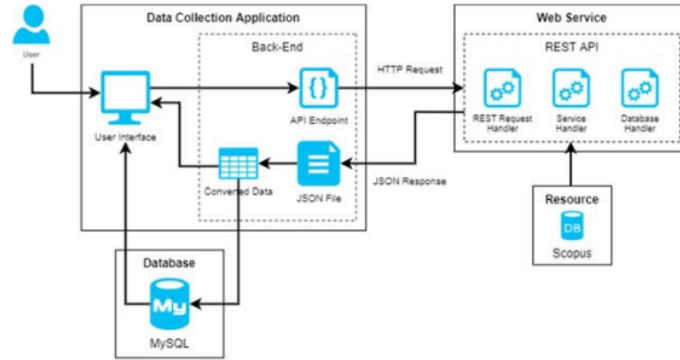 Data Collection Application
Web Service
Back-End
REST API
User
HTTP Request
{}
User Interface
API Endpoint
REST Request
Handler
Service
Handler
Database
Handler
Converted Data
JSON File
JSON Response
Resource
DB
Scopus
Database
My
MySQL